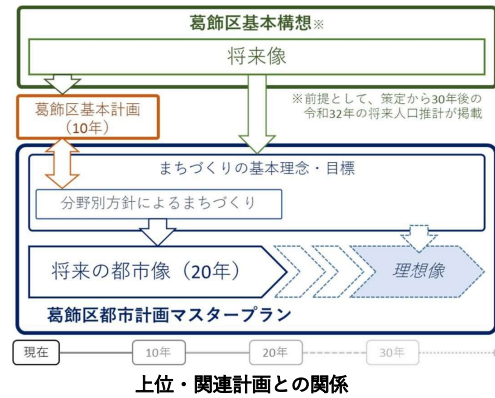 葛飾区基本構想※
将来像
葛飾区基本計画
(10年)
※前提として、策定から30年後の
令和32年の将来人口推計が掲載
まちづくりの基本理念・目標
分野別方針によるまちづくり
将来の都市像(20年)
理想像
葛飾区都市計画マスタープラン
現在
10年
20年
30年
上位・関連計画との関係